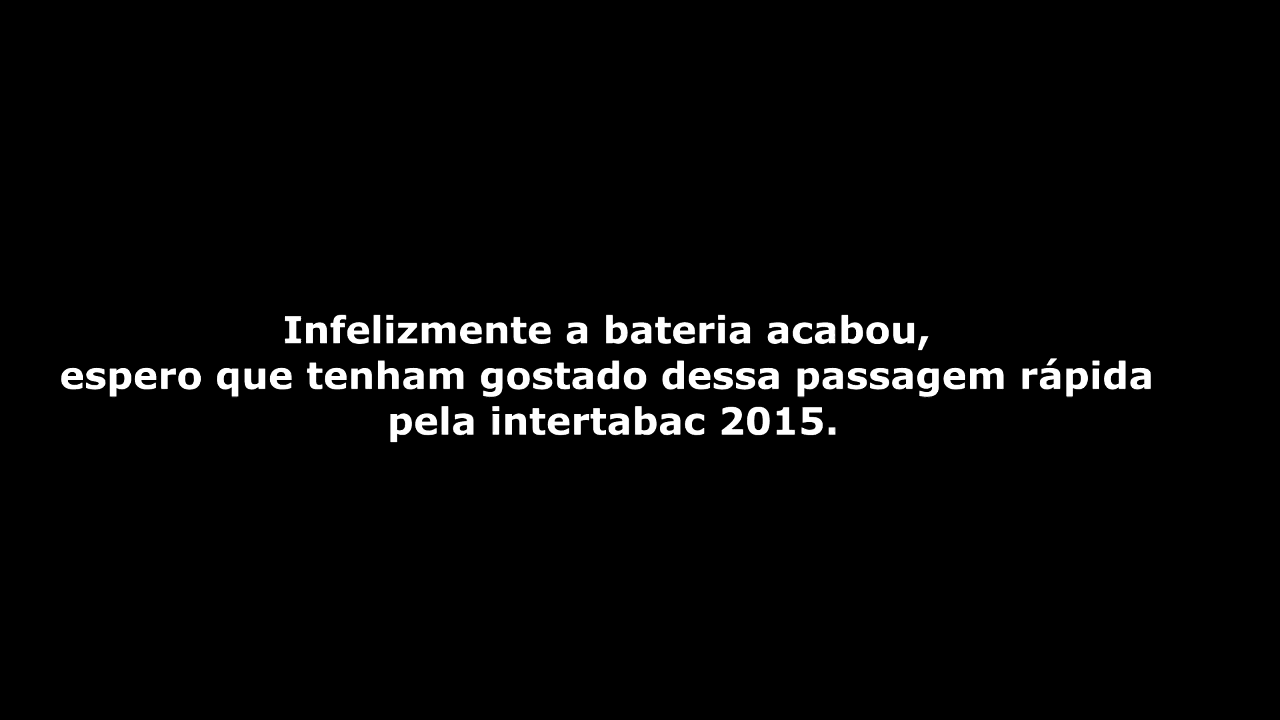 Infelizmente a bateria acabou,
espero que tenham gostado dessa passagem rápida
pela intertabac 2015.